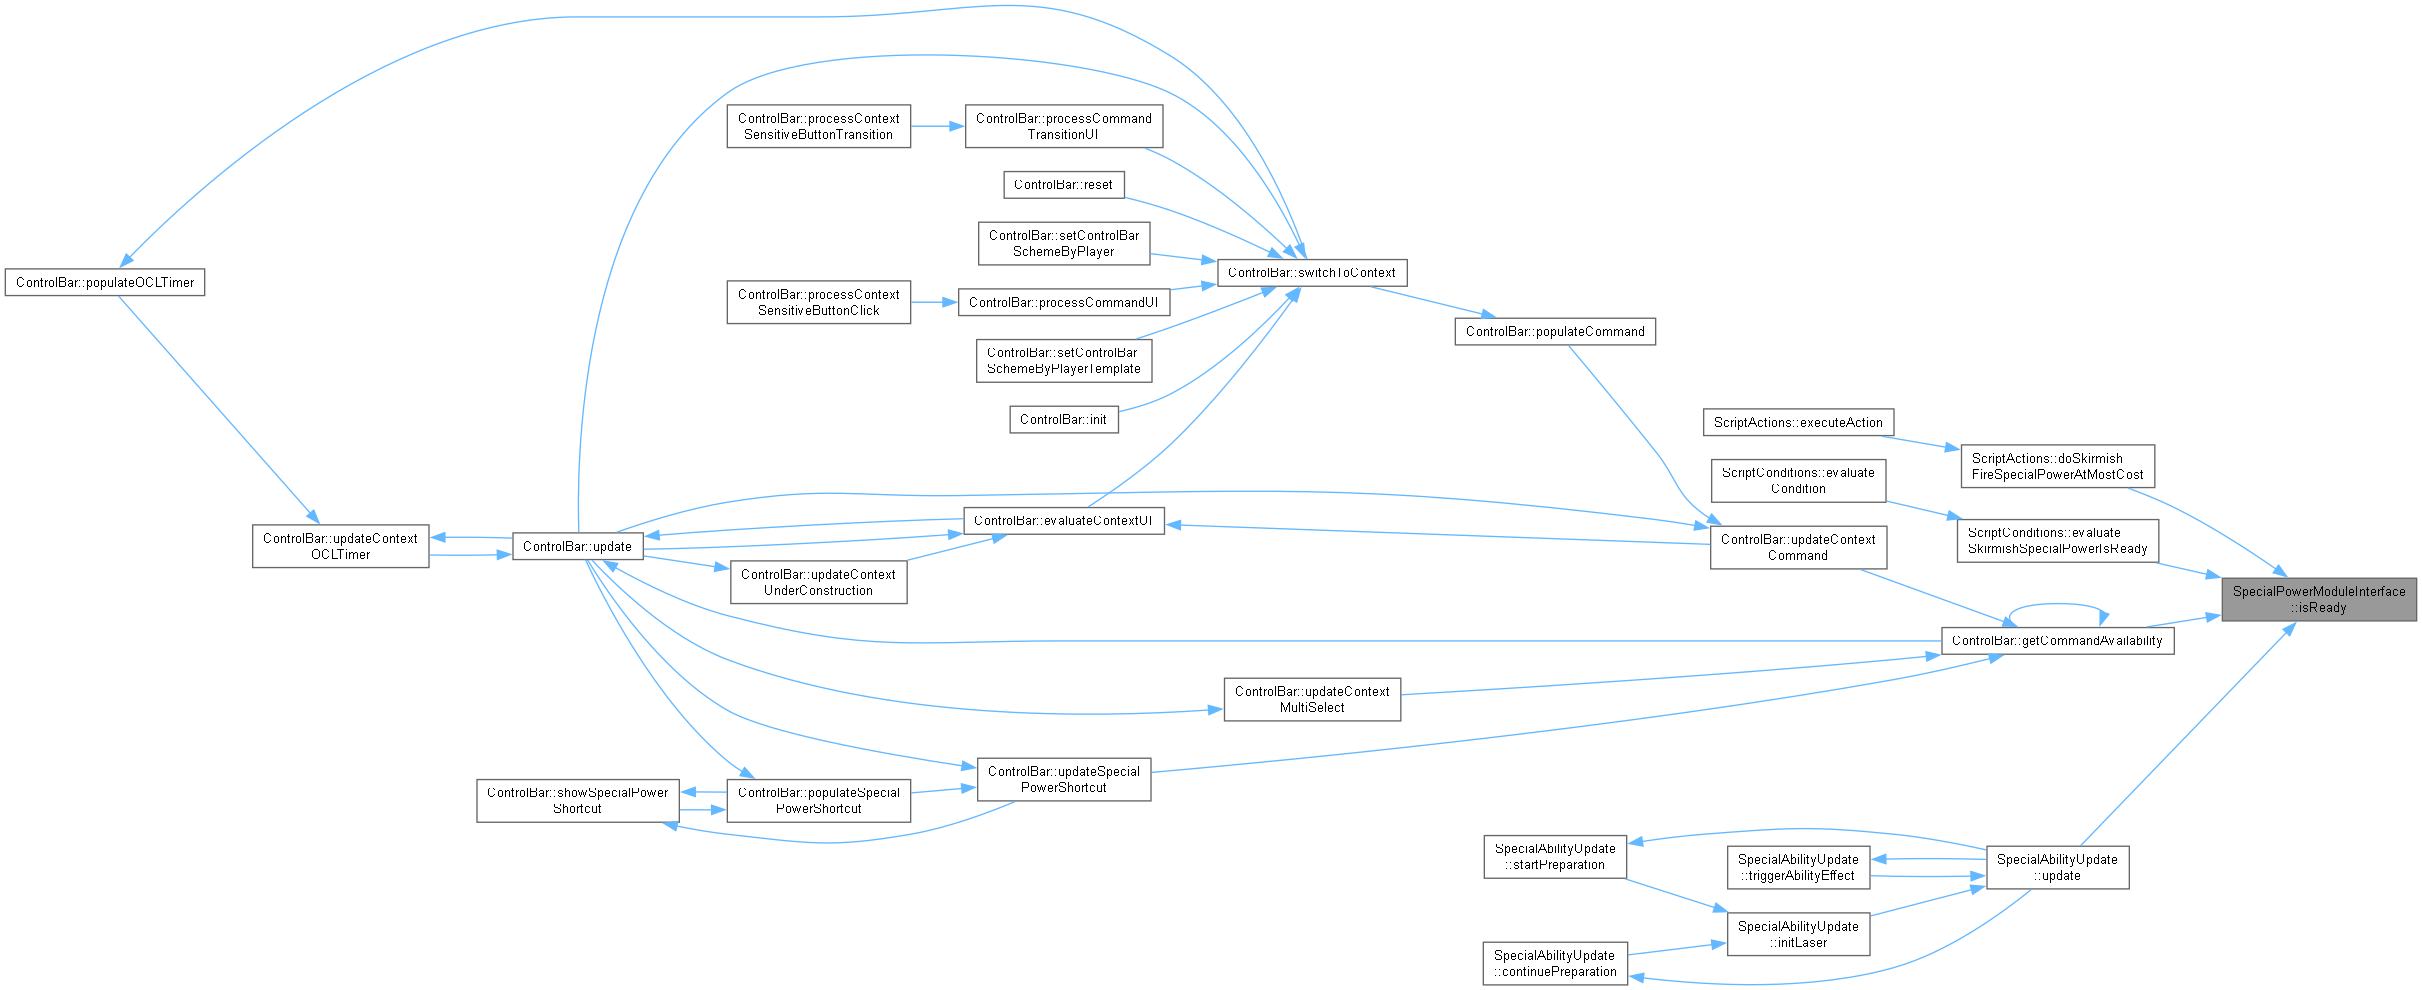 ControlBar::processContext
SensitiveButtonTransition
ControlBar::processCommand
TransitionUI
ControlBar::reset
ControlBar::setControlBar
SchemeByPlayer
ControlBar::switchToContext
ControlBar::populateOCLTimer
ControlBar::processContext
SensitiveButtonClick
ControlBar::processCommandUI
ControlBar::populateCommand
ControlBar::setControlBar
SchemeByPlayerTemplate
ControlBar::init
ScriptActions::executeAction
ScriptActions::doSkirmish
FireSpecialPowerAtMostCost
ScriptConditions::evaluate
Condition
ControlBar::evaluateContextUI
ScriptConditions::evaluate
SkirmishSpecialPowerIsReady
ControlBar::updateContext
OCLTimer
ControlBar::update
ControlBar::updateContext
Command
ControlBar::updateContext
UnderConstruction
SpecialPowerModuleInterface
::isReady
ControlBar::getCommandAvailability
ControlBar::updateContext
MultiSelect
ControlBar::updateSpecial
PowerShortcut
ControlBar::showSpecialPower
Shortcut
ControlBar::populateSpecial
PowerShortcut
SpecialAbilityUpdate
::startPreparation
SpecialAbilityUpdate
::triggerAbilityEffect
SpecialAbilityUpdate
::update
SpecialAbilityUpdate
::initLaser
SpecialAbilityUpdate
::continuePreparation